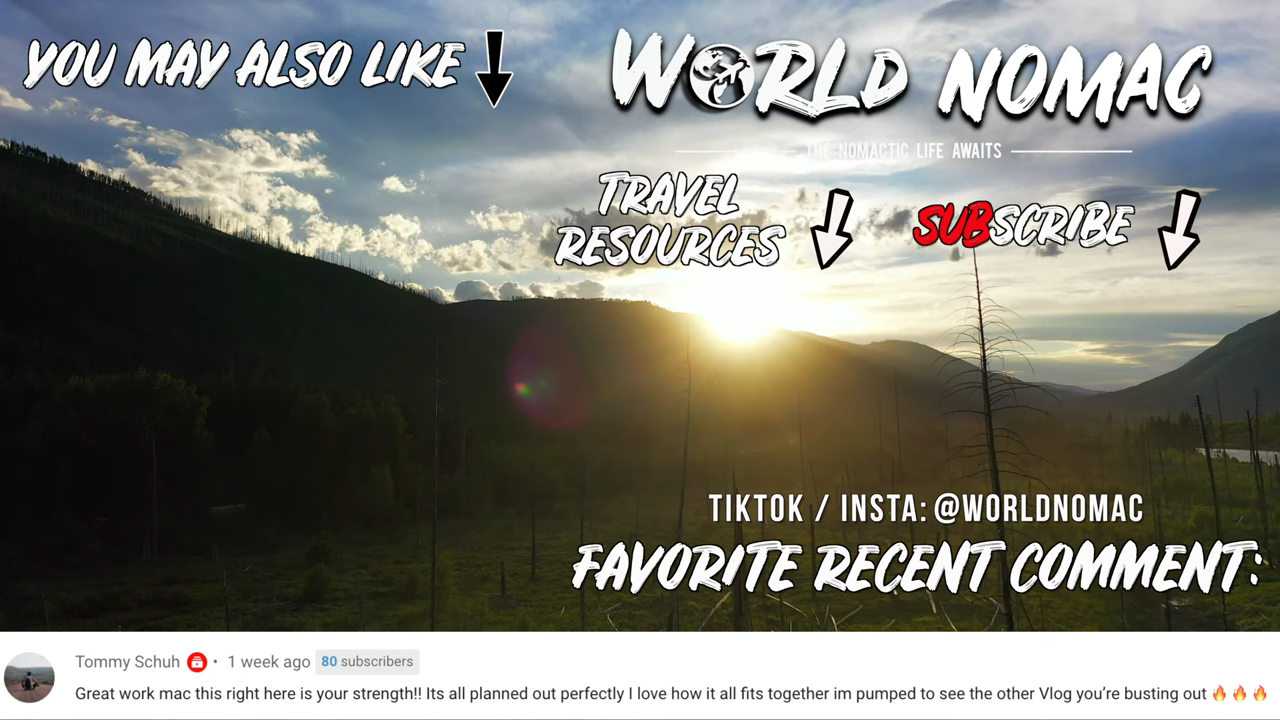 YOU MAY ALSO LIKE
WORLD NOMAC
THE NOMACTIC LIFE AWAITS
TRAVEL
RESOURCES
SUBSCRIBE
TIKTOK / INSTA: @WORLDNOMAC
FAVORITE RECENT COMMENT:
Tommy Schuh • 1 week ago 80 subscribers
Great work mac this right here is your strength!! Its all planned out perfectly I love how it all fits together im pumped to see the other Vlog you're busting out 🔥🔥🔥